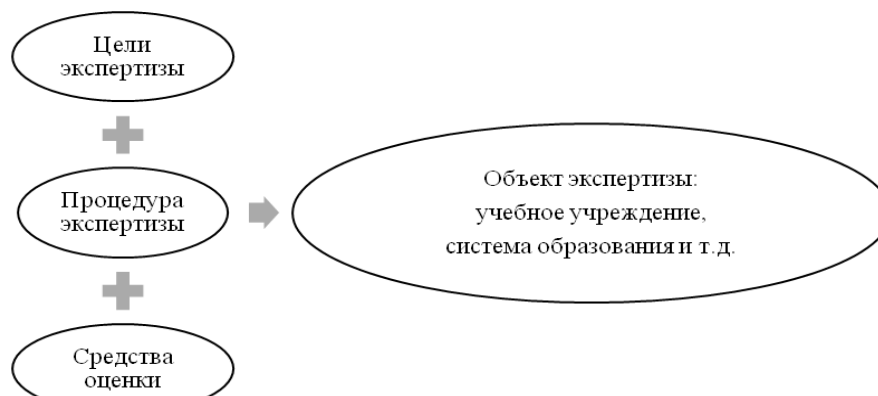 Цели
экспертизы
Процедура
экспертизы
Объект экспертизы:
учебное учреждение,
система образования и т.д.
Средства
оценки